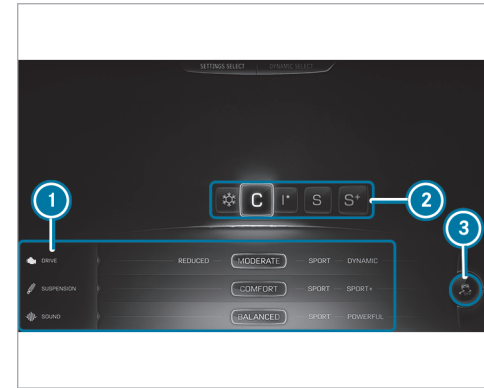 SETTINGS SELECT DYNAMIC SELECT
C I* S S+
2
1
3
DRIVE REDUCED MODERATE SPORT DYNAMIC
SUSPENSION COMFORT SPORT SPORT+
SOUND BALANCED SPORT POWERFUL